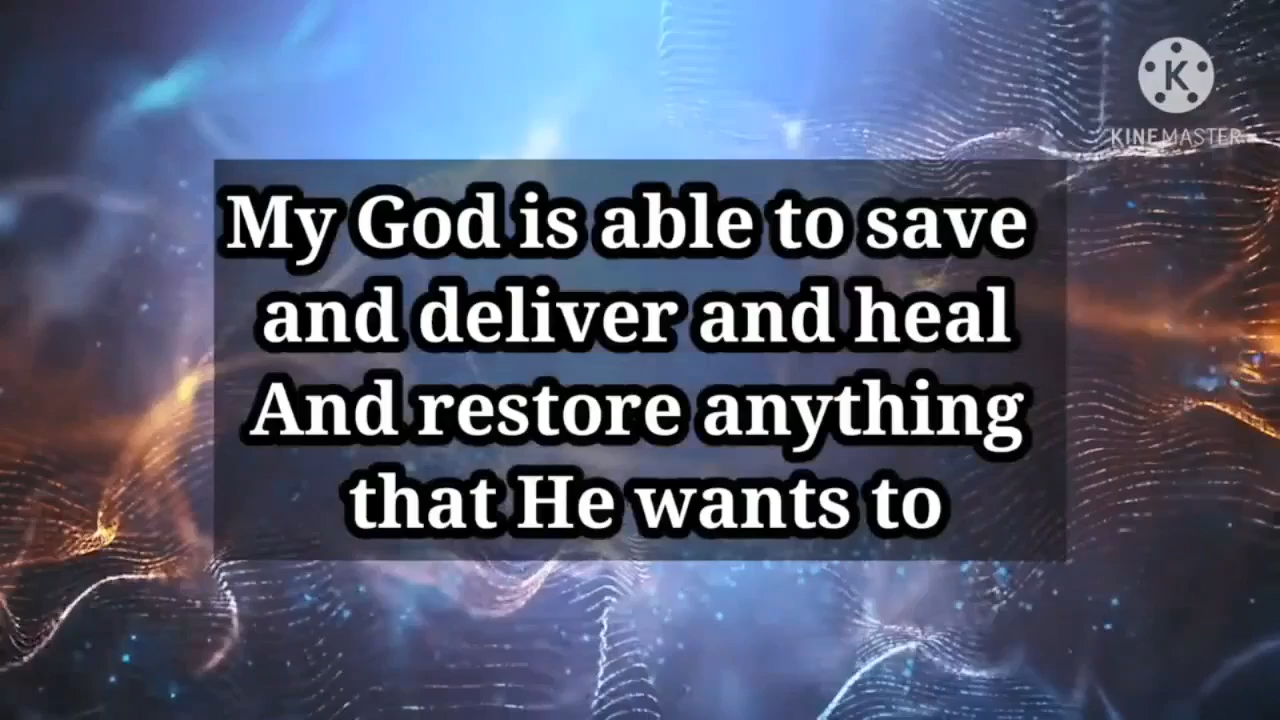 K
KINEMASTER
My God is able to save
and deliver and heal
And restore anything
that He wants to